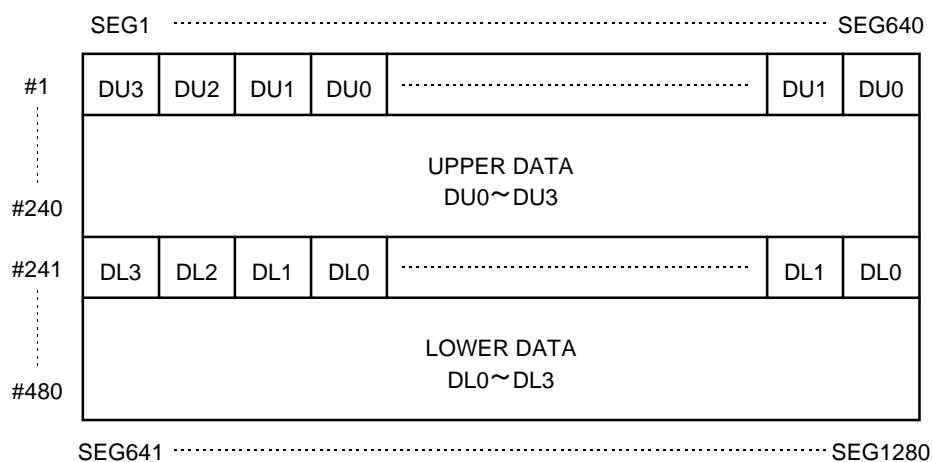 SEG1 SEG640
#1 DU3 DU2 DU1 DU0 DU1 DU0
UPPER DATA
DU0~DU3
#240
#241 DL3 DL2 DL1 DL0 DL1 DL0
LOWER DATA
DL0~DL3
#480
SEG641 SEG1280